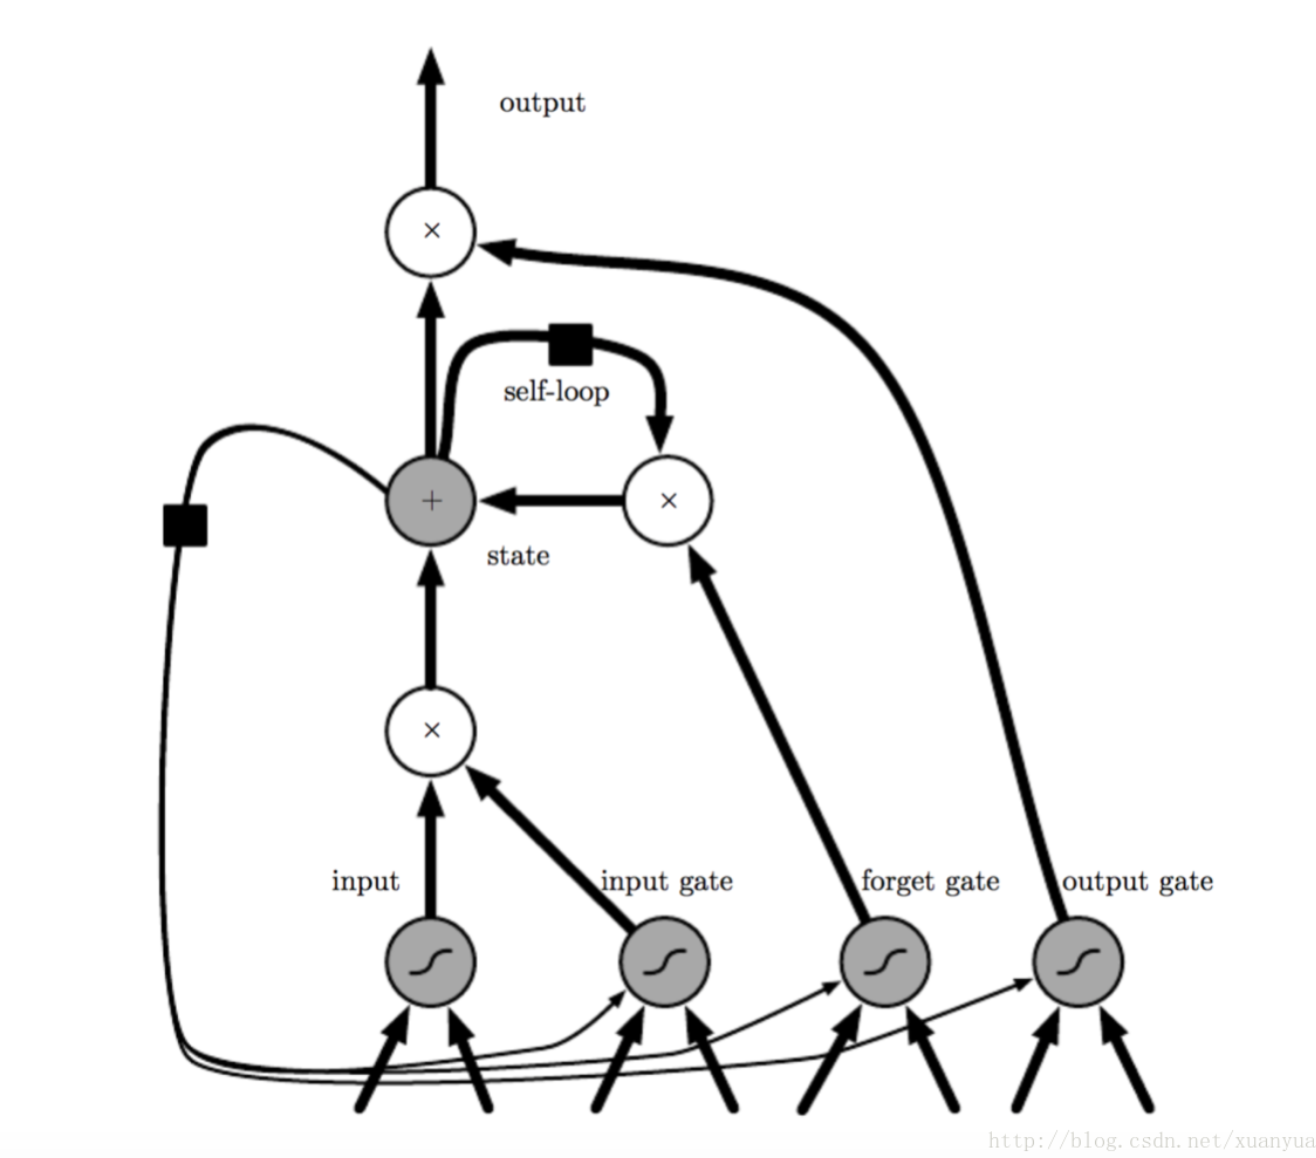 output
×
self-loop
+
×
state
×
input
input gate
forget gate
output gate
http://blog.csdn.net/xuanyua